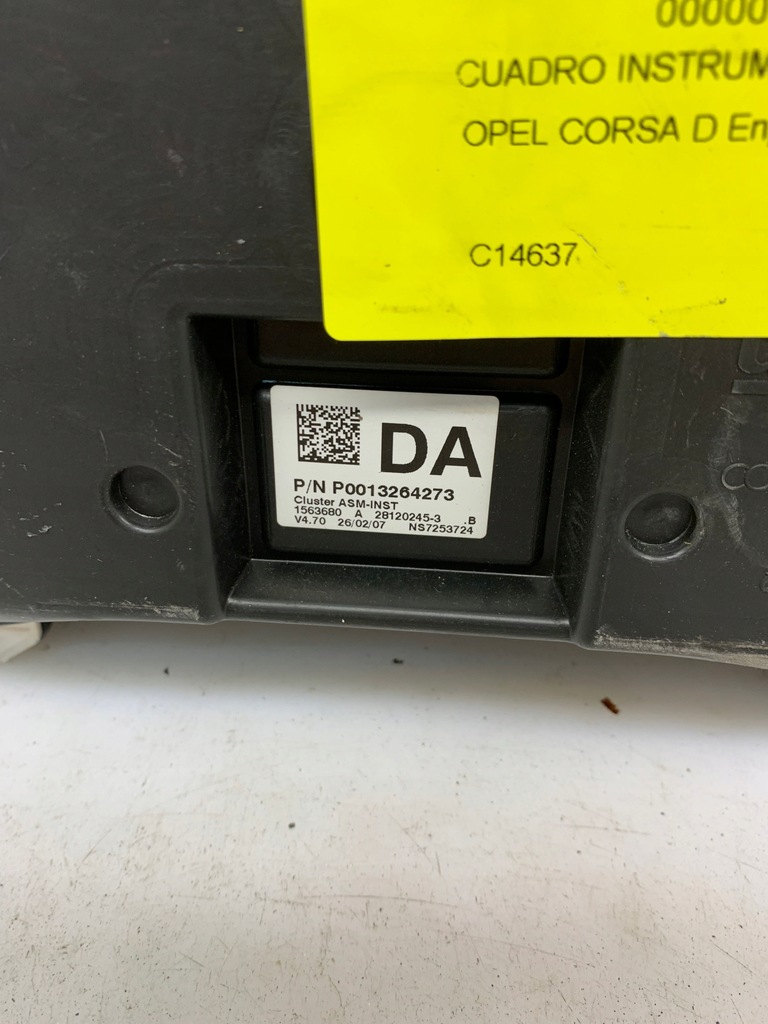 00000
CUADRO INSTRUM
OPEL CORSA D En
C14637
DA
P/N P0013264273
Cluster ASM-INST
1563680 A 28120245-3 .B
V4.70 26/02/07 NS7253724